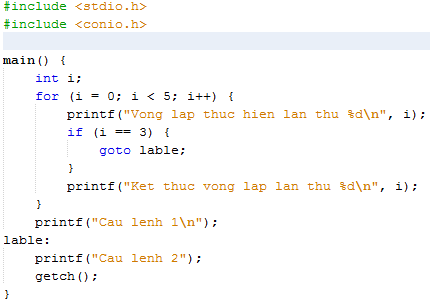 #include <stdio.h>
#include <conio.h>
main() {
int i;
for (i = 0; i < 5; i++) {
printf("Vong lap thuc hien lan thu %d\n", i);
if (i == 3) {
goto lable;
}
printf("Ket thuc vong lap lan thu %d\n", i);
}
printf("Cau lenh 1\n");
lable:
printf("Cau lenh 2");
getch();
}